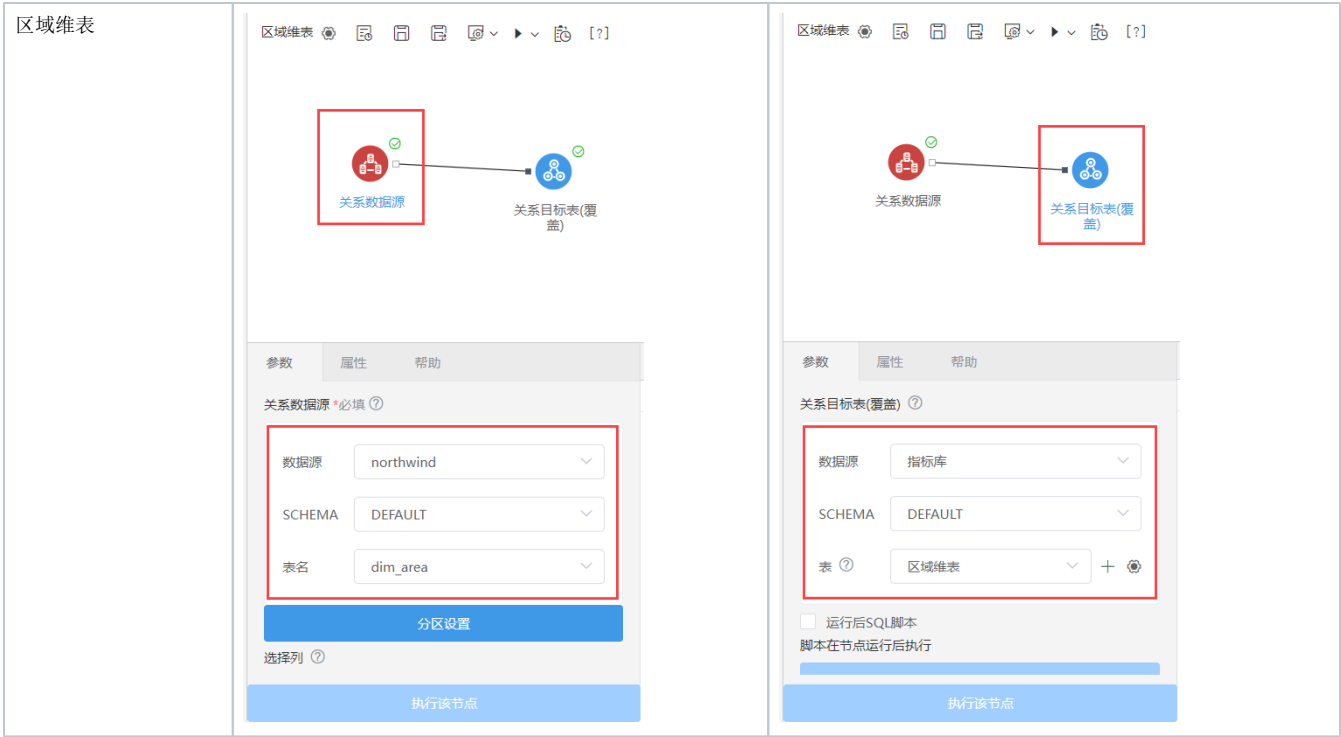 区域维表
区域维表
[?]
关系数据源
关系目标表(覆
盖)
参数
属性
帮助
关系数据源 *必填 ?
数据源
northwind
SCHEMA
DEFAULT
表名
dim_area
分区设置
选择列 ?
执行该节点
区域维表
[?]
关系数据源
关系目标表(覆
盖)
参数
属性
帮助
关系目标表(覆盖) ?
数据源
指标库
SCHEMA
DEFAULT
表 ?
区域维表
运行后SQL脚本
脚本在节点运行后执行
执行该节点